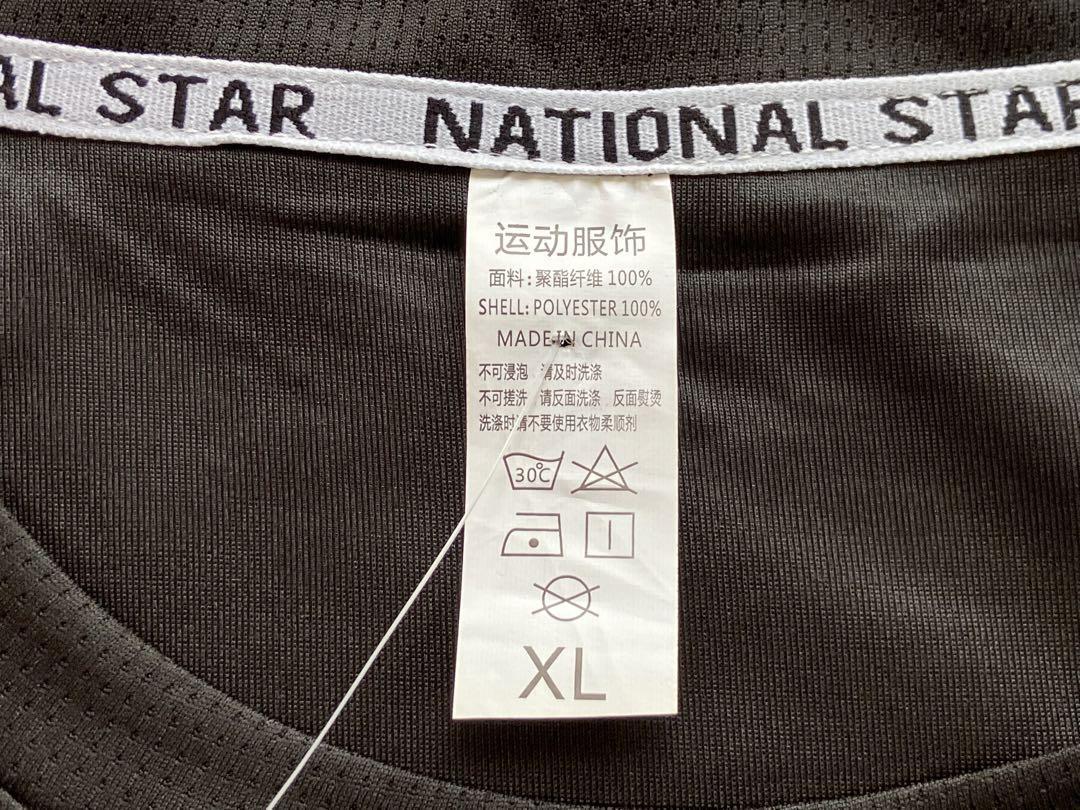 AL STAR NATIONAL STAR
运动服饰
面料:聚酯纤维 100%
SHELL: POLYESTER 100%
MADE IN CHINA
不可浸泡 请及时洗涤
不可搓洗 请反面洗涤 反面熨烫
洗涤时请不要使用衣物柔顺剂
30℃
XL